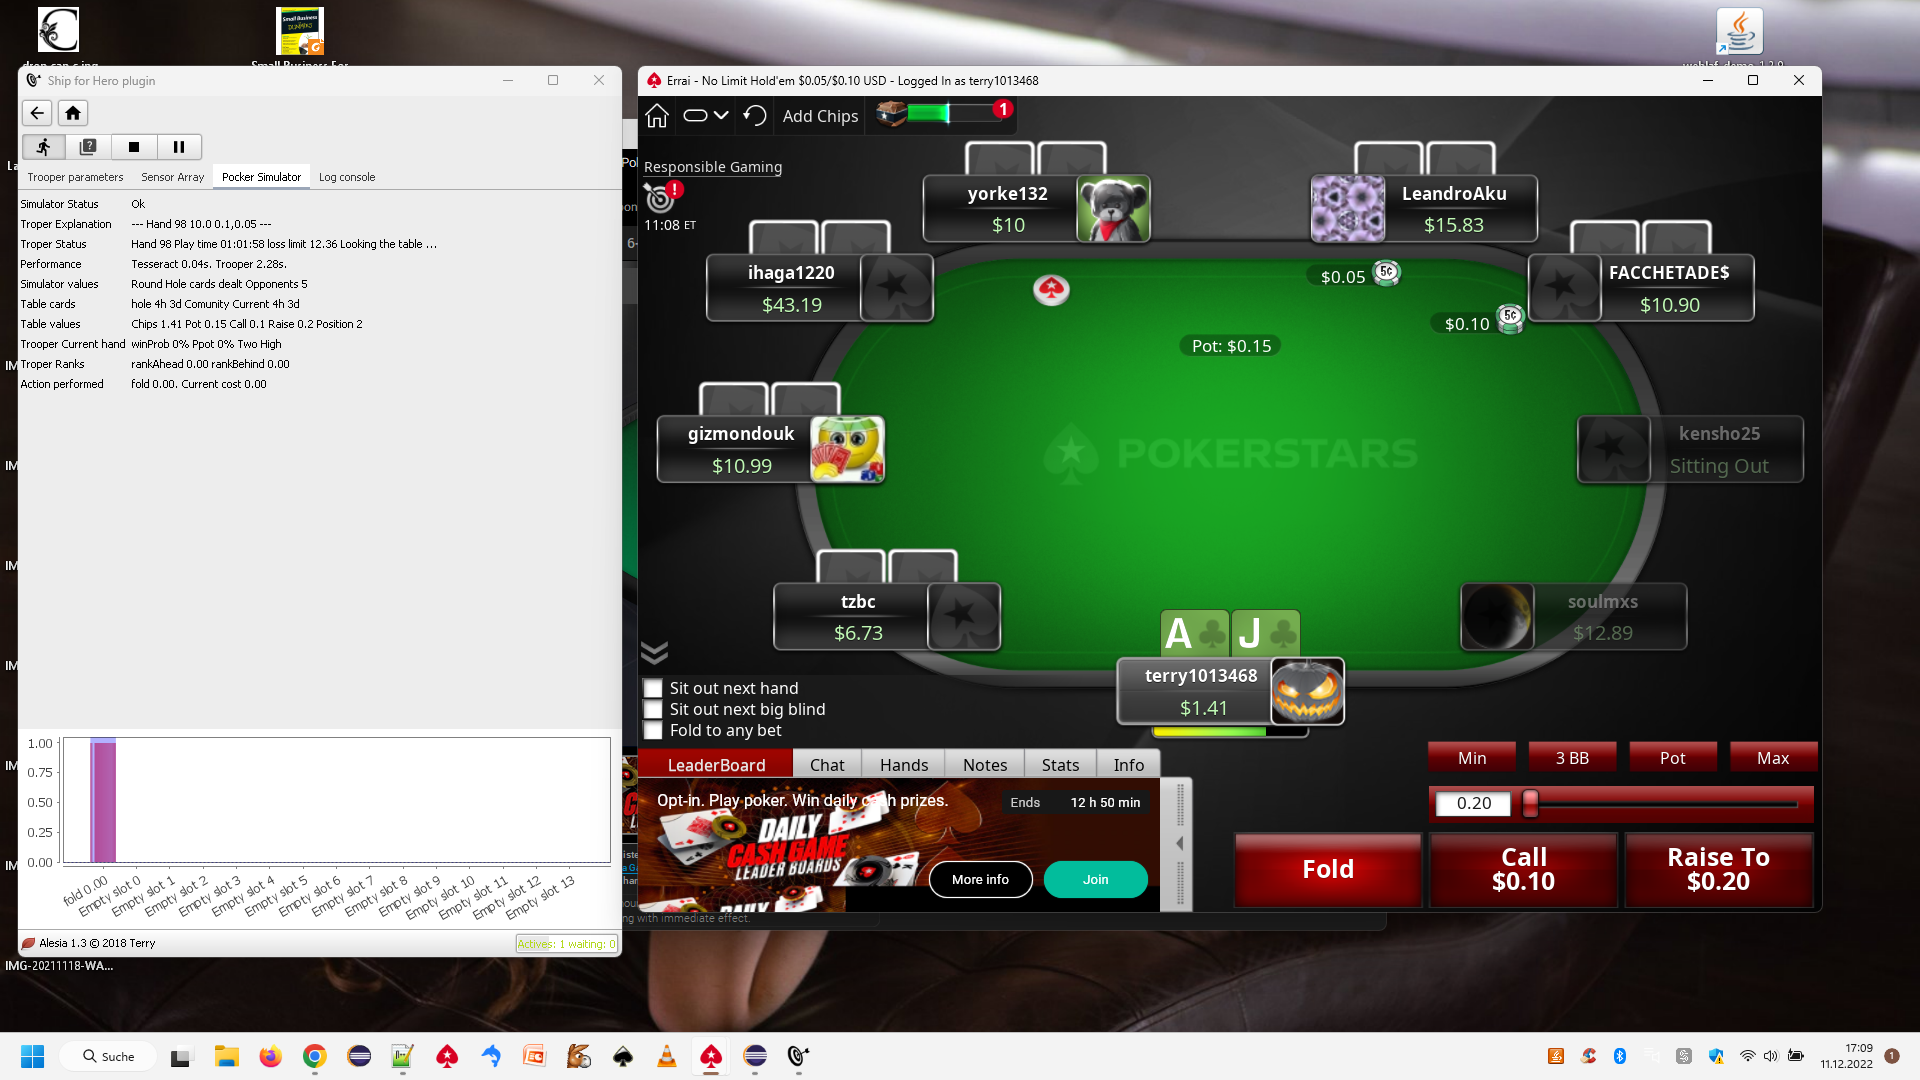 Small Business For
DUMMIES
Ship for Hero plugin
Trooper parameters
Sensor Array
Pocker Simulator
Log console
Simulator Status Ok
Troper Explanation --- Hand 98 10.0 0.1,0.05 ---
Troper Status Hand 98 Play time 01:01:58 loss limit 12.36 Looking the table ...
Performance Tesseract 0.04s. Trooper 2.28s.
Simulator values Round Hole cards dealt Opponents 5
Table cards hole 4h 3d Comunity Current 4h 3d
Table values Chips 1.41 Pot 0.15 Call 0.1 Raise 0.2 Position 2
Trooper Current hand winProb 0% Ppot 0% Two High
Troper Ranks rankAhead 0.00 rankBehind 0.00
Action performed fold 0.00. Current cost 0.00
1.00
0.75
0.50
0.25
0.00
fold 0.00
Empty slot 0
Empty slot 1
Empty slot 2
Empty slot 3
Empty slot 4
Empty slot 5
Empty slot 6
Empty slot 7
Empty slot 8
Empty slot 9
Empty slot 10
Empty slot 11
Empty slot 12
Empty slot 13
Alesia 1.3 © 2018 Terry
Actives: 1 waiting: 0
IMG-20211118-WA...
Errai - No Limit Hold'em $0.05/$0.10 USD - Logged In as terry1013468
Add Chips
1
Responsible Gaming
11:08 ET
yorke132
$10
LeandroAku
$15.83
ihaga1220
$43.19
FACCHETADE$
$10.90
$0.05
5¢
$0.10
5¢
Pot: $0.15
gizmondouk
$10.99
POKERSTARS
kensho25
Sitting Out
tzbc
$6.73
soulmxs
$12.89
A
J
terry1013468
$1.41
Sit out next hand
Sit out next big blind
Fold to any bet
LeaderBoard
Chat
Hands
Notes
Stats
Info
Opt-in. Play poker. Win daily cash prizes.
Ends 12 h 50 min
DAILY
CASH GAME
LEADER BOARDS
More info
Join
Min
3 BB
Pot
Max
0.20
Fold
Call
$0.10
Raise To
$0.20
ng with immediate effect.
Suche
17:09
11.12.2022
1